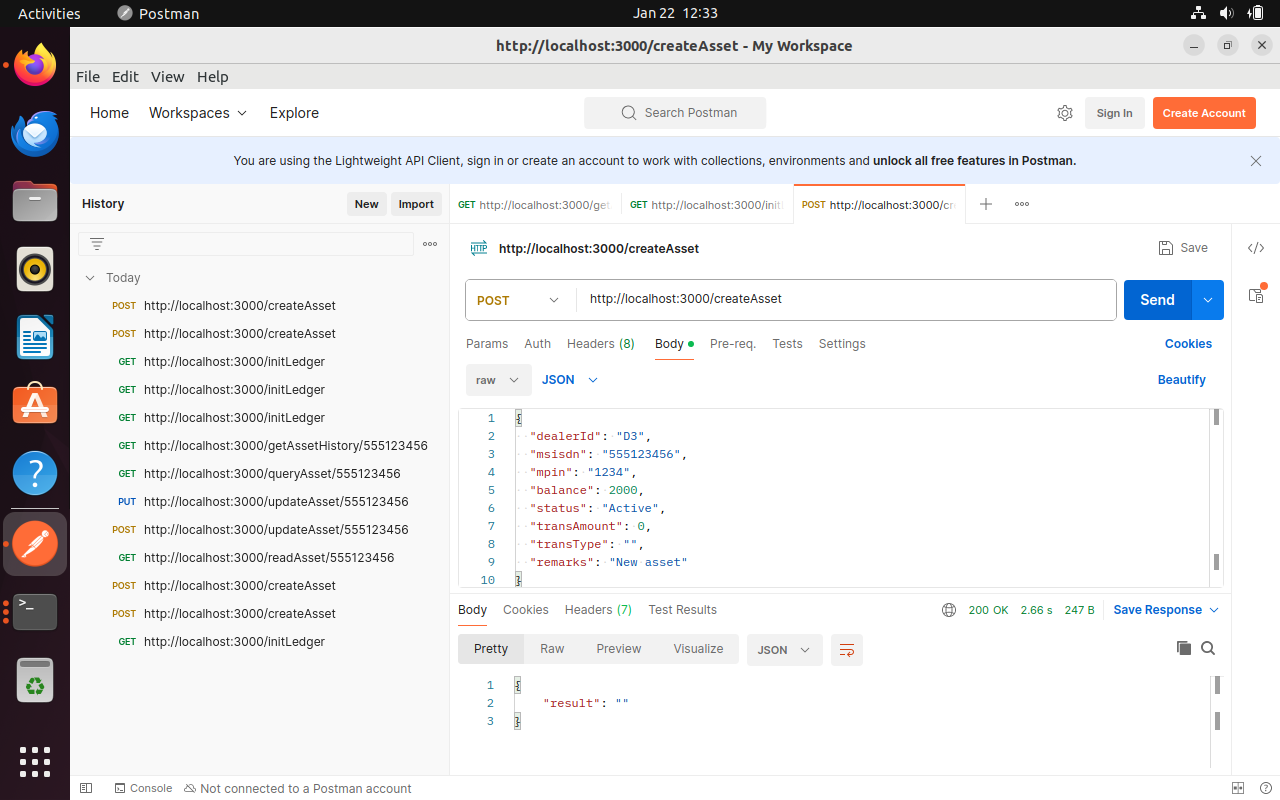 Activities Postman Jan 22 12:33
http://localhost:3000/createAsset - My Workspace
File Edit View Help
Home Workspaces Explore Search Postman Sign In Create Account
You are using the Lightweight API Client, sign in or create an account to work with collections, environments and unlock all free features in Postman.
History New Import
GET http://localhost:3000/get GET http://localhost:3000/init POST http://localhost:3000/cre
Today
POST http://localhost:3000/createAsset
POST http://localhost:3000/createAsset
GET http://localhost:3000/initLedger
GET http://localhost:3000/initLedger
GET http://localhost:3000/initLedger
GET http://localhost:3000/getAssetHistory/555123456
GET http://localhost:3000/queryAsset/555123456
PUT http://localhost:3000/updateAsset/555123456
POST http://localhost:3000/updateAsset/555123456
GET http://localhost:3000/readAsset/555123456
POST http://localhost:3000/createAsset
POST http://localhost:3000/createAsset
GET http://localhost:3000/initLedger
HTTP http://localhost:3000/createAsset Save
POST http://localhost:3000/createAsset Send
Params Auth Headers (8) Body Pre-req. Tests Settings Cookies
raw JSON Beautify
1 {
2 "dealerId": "D3",
3 "msisdn": "555123456",
4 "mpin": "1234",
5 "balance": 2000,
6 "status": "Active",
7 "transAmount": 0,
8 "transType": "",
9 "remarks": "New asset"
10 }
Body Cookies Headers (7) Test Results 200 OK 2.66 s 247 B Save Response
Pretty Raw Preview Visualize JSON
1 {
2 "result": ""
3 }
Console Not connected to a Postman account